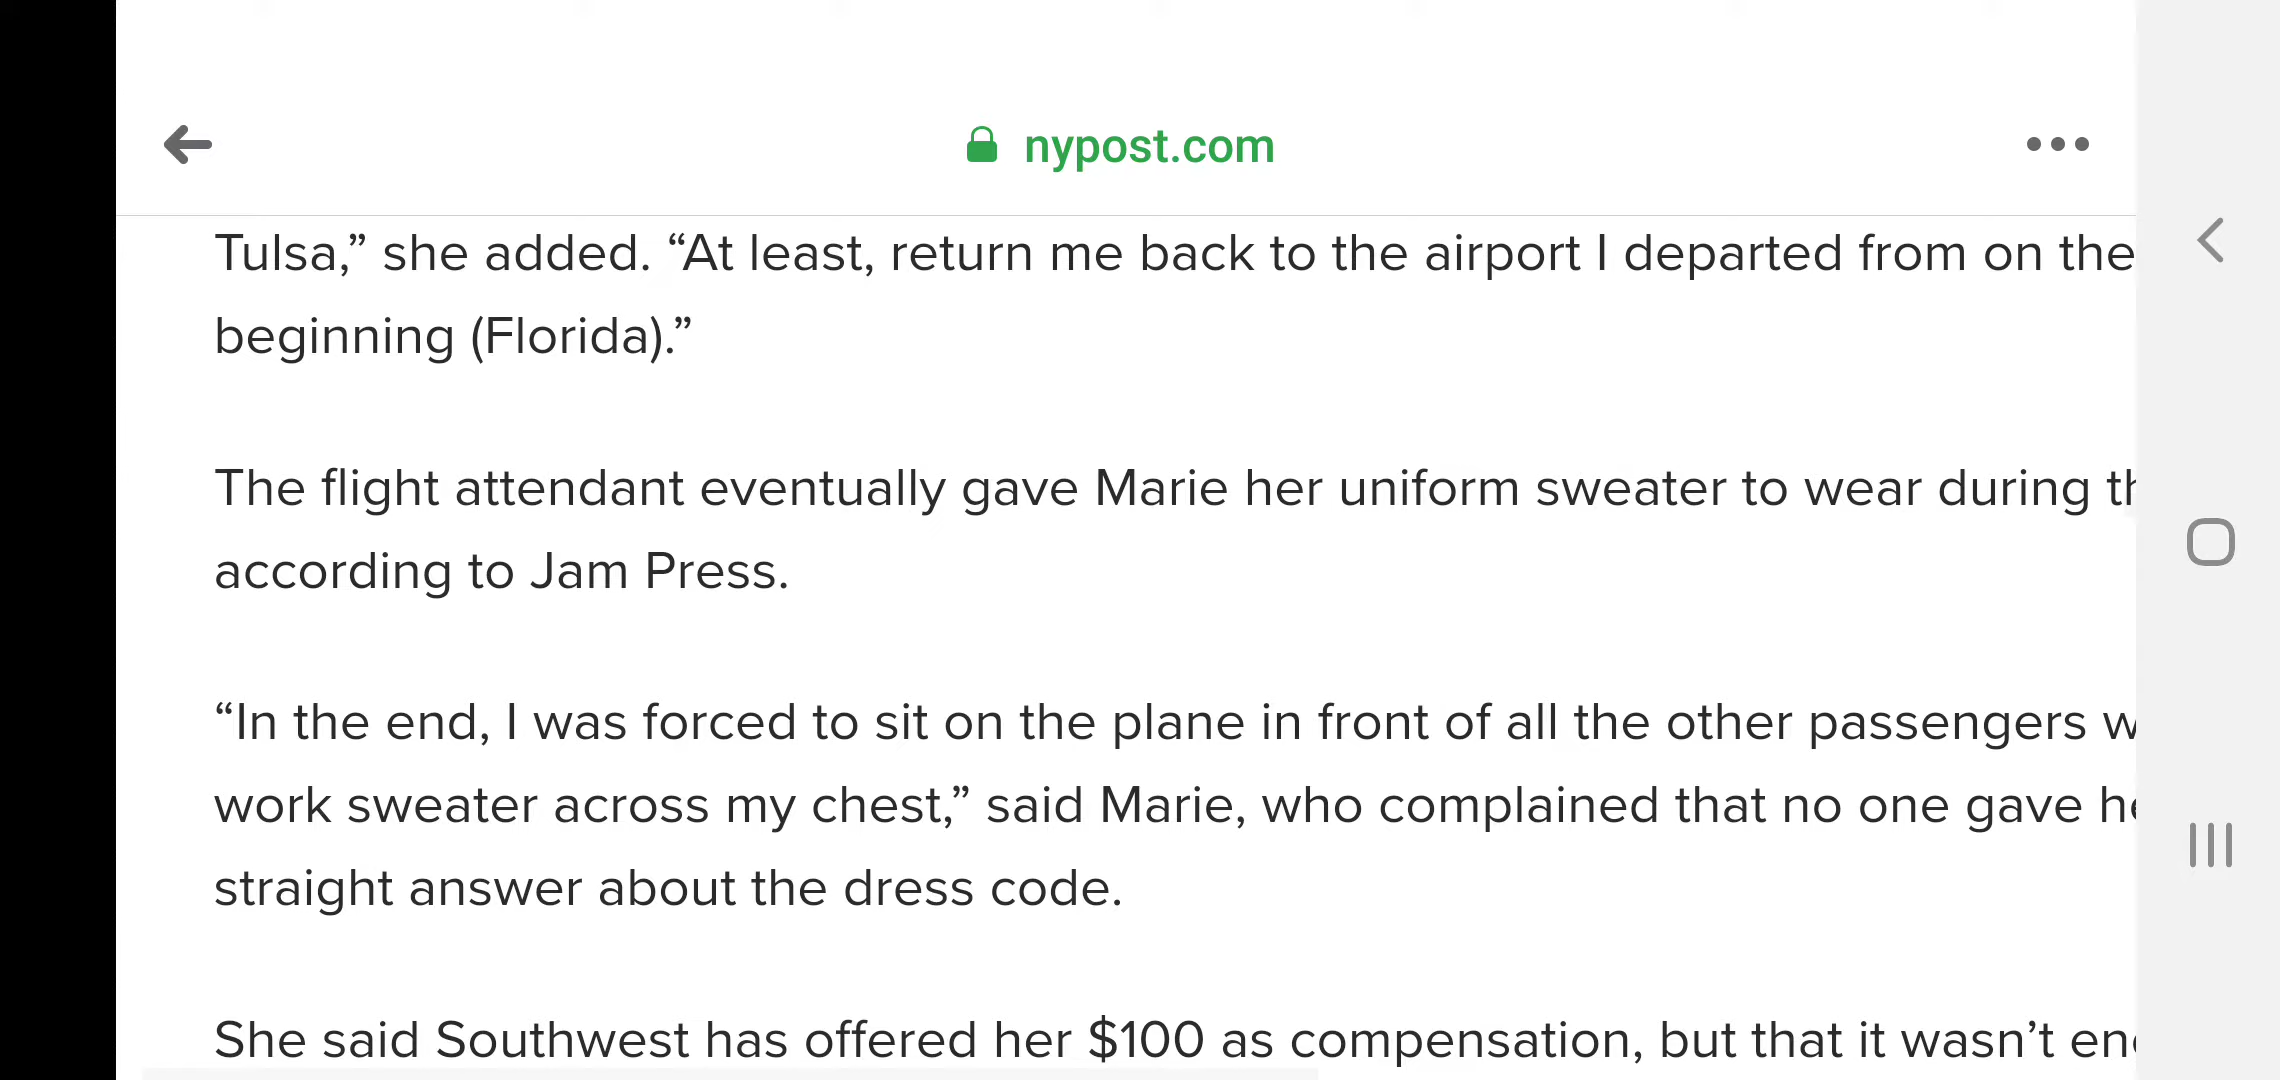 nypost.com
Tulsa,” she added. “At least, return me back to the airport I departed from on the
beginning (Florida).”
The flight attendant eventually gave Marie her uniform sweater to wear during
according to Jam Press.
“In the end, I was forced to sit on the plane in front of all the other passengers
work sweater across my chest,” said Marie, who complained that no one gave
straight answer about the dress code.
She said Southwest has offered her $100 as compensation, but that it wasn’t